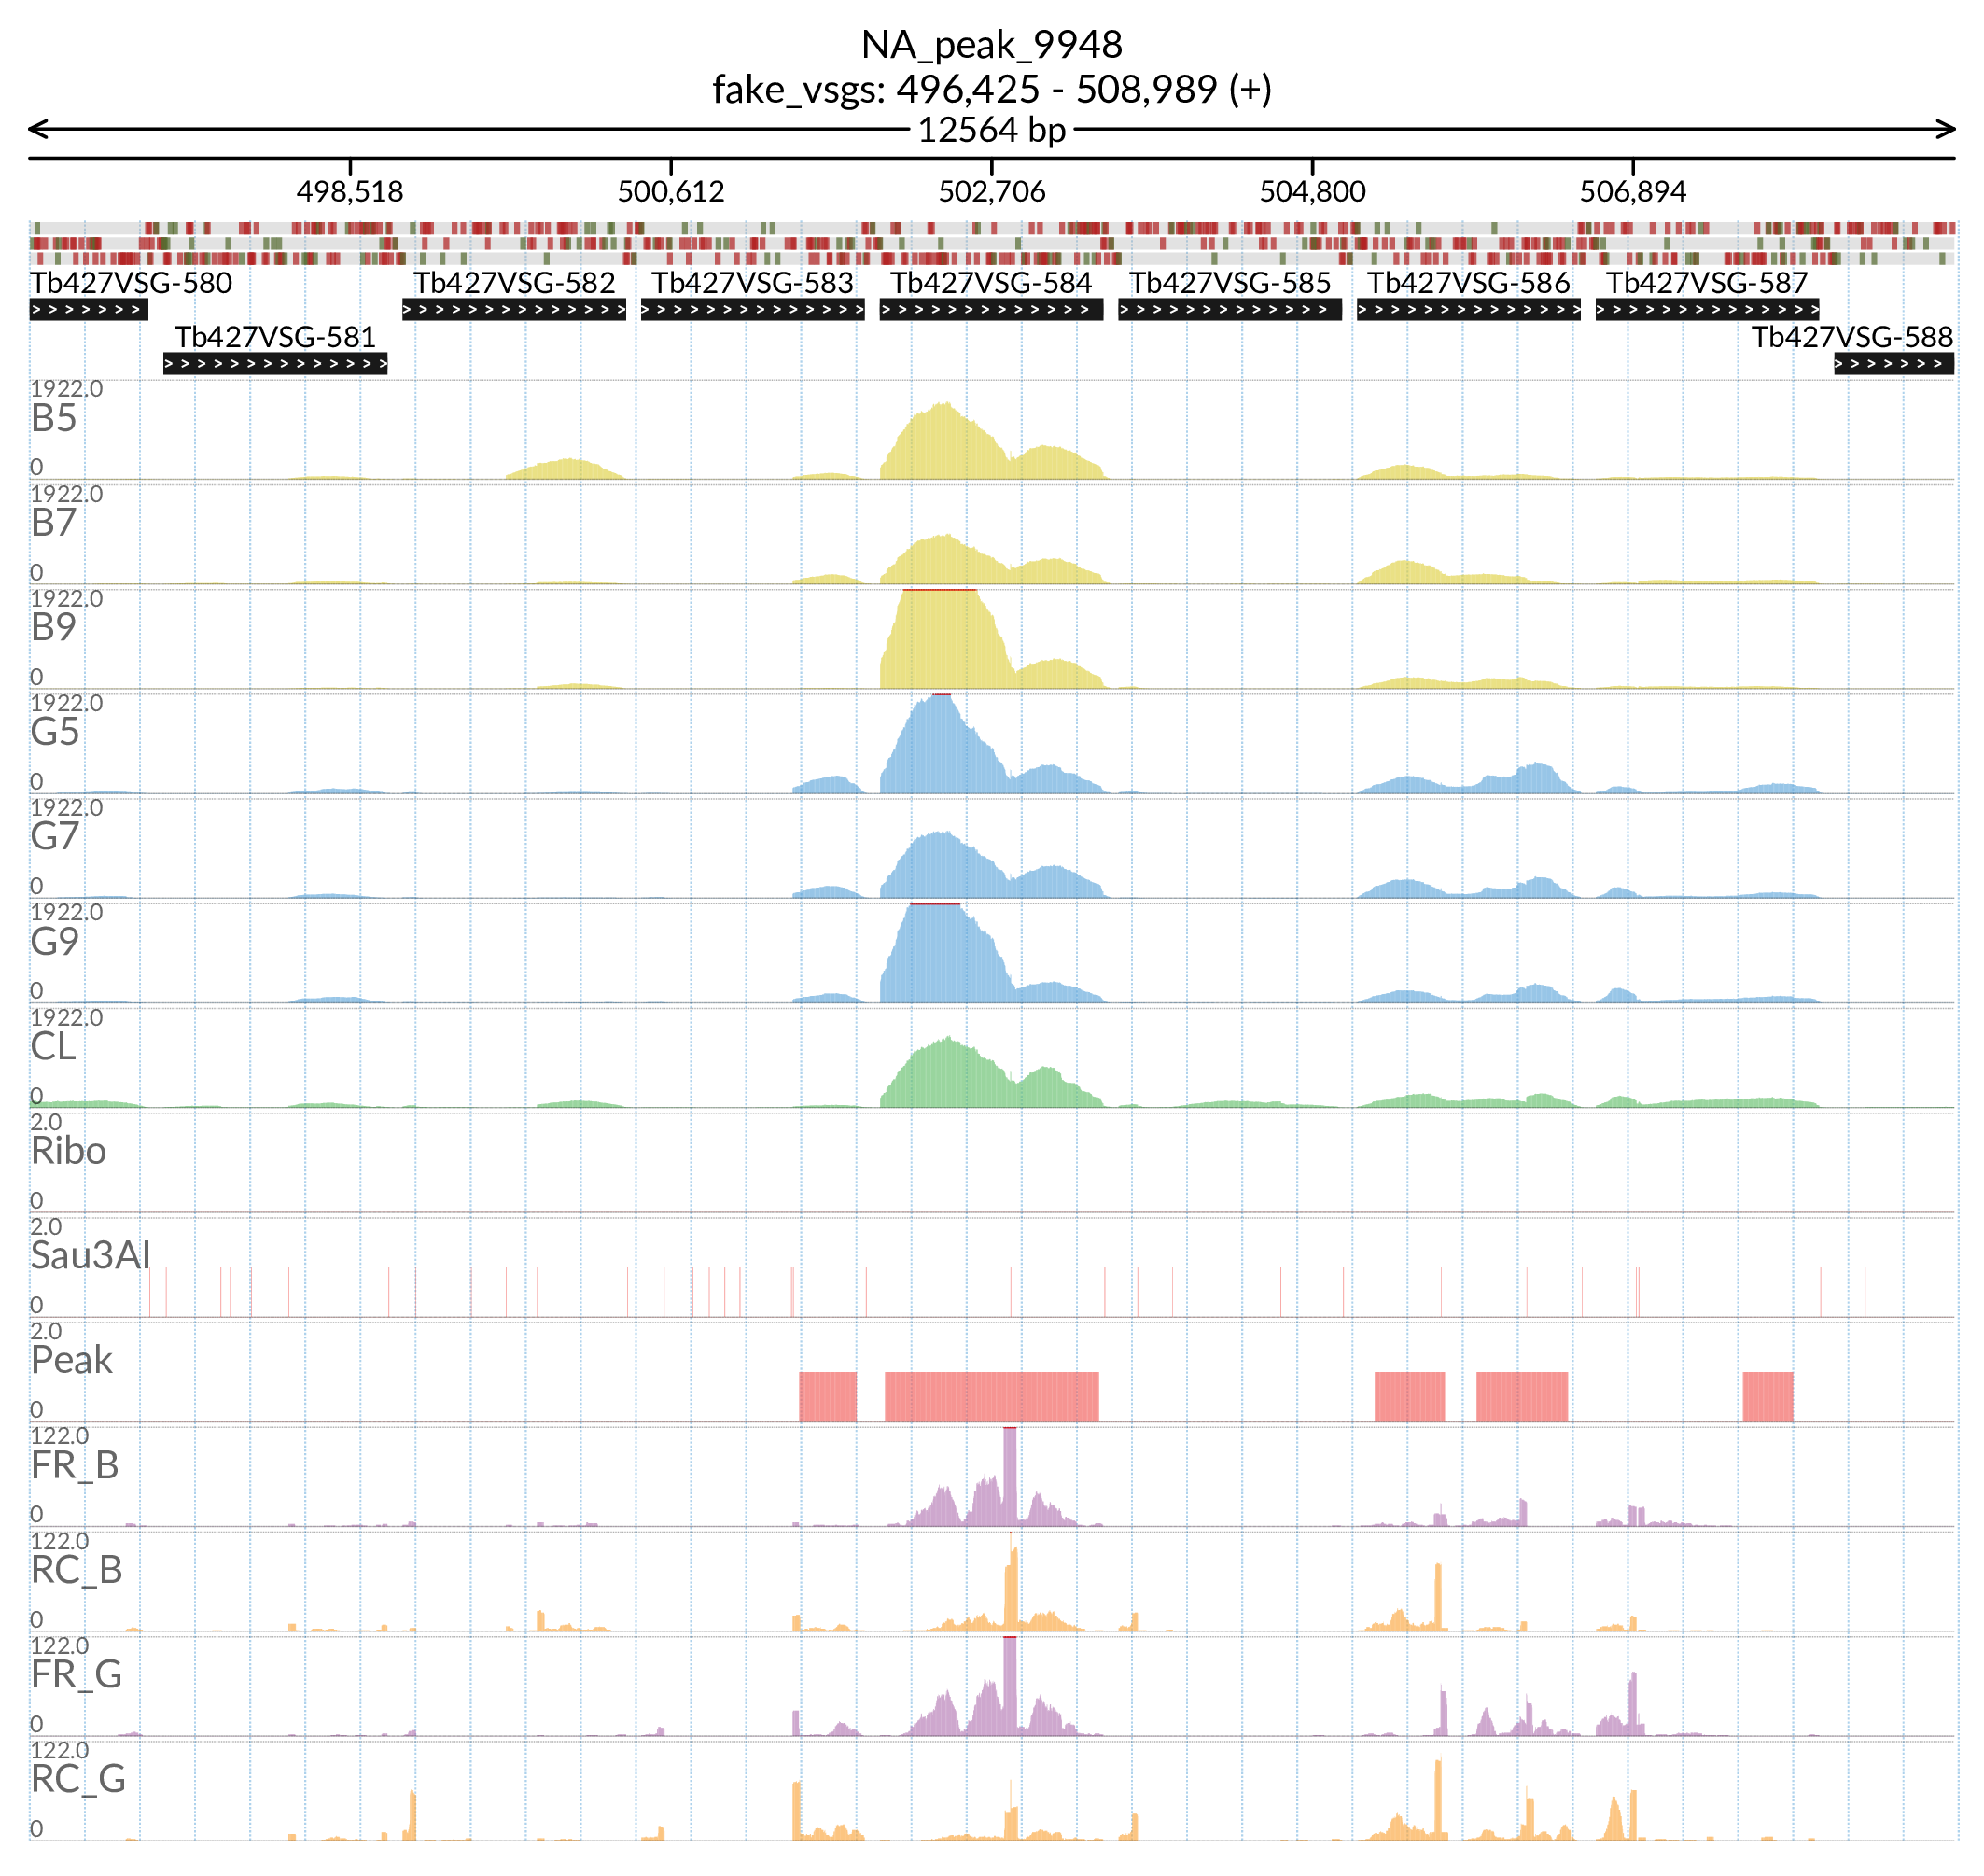 NA_peak_9948
fake_vsgs: 496,425 - 508,989 (+)
12564 bp
498,518 500,612 502,706 504,800 506,894
Tb427VSG-580 Tb427VSG-582 Tb427VSG-583 Tb427VSG-584 Tb427VSG-585 Tb427VSG-586 Tb427VSG-587
Tb427VSG-581 Tb427VSG-588
1922.0
B5
0
1922.0
B7
0
1922.0
B9
0
1922.0
G5
0
1922.0
G7
0
1922.0
G9
0
1922.0
CL
0
2.0
Ribo
0
2.0
Sau3AI
0
2.0
Peak
0
122.0
FR_B
0
122.0
RC_B
0
122.0
FR_G
0
122.0
RC_G
0